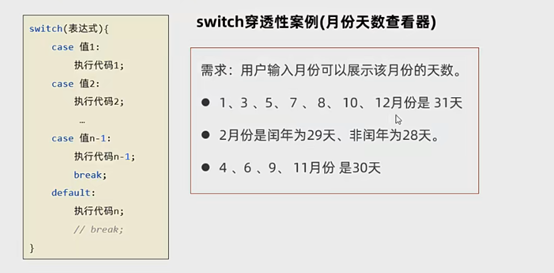 switch穿透性案例(月份天数查看器)
switch(表达式){
case 值1:
执行代码1;
case 值2:
执行代码2;
…
case 值n-1:
执行代码n-1;
break;
default:
执行代码n;
// break;
}
需求：用户输入月份可以展示该月份的天数。
● 1、3 、5、 7 、 8、 10、 12月份是 31天
● 2月份是闰年为29天、非闰年为28天。
● 4 、6 、9、 11月份 是30天